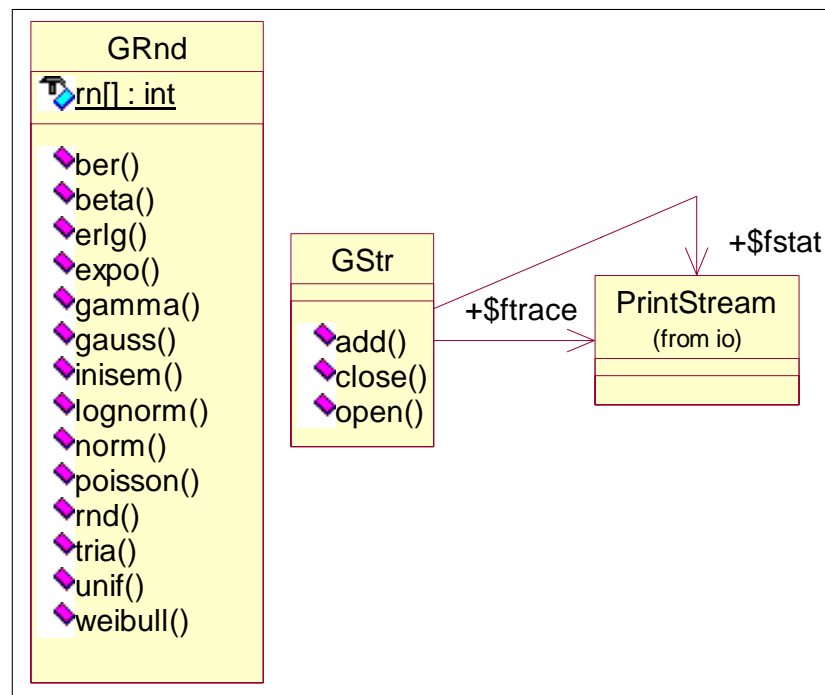 GRnd
rn[] : int
ber()
beta()
erlg()
expo()
gamma()
gauss()
inisem()
lognorm()
norm()
poisson()
rnd()
tria()
unif()
weibull()
GStr
add()
close()
open()
+$ftrace
+$fstat
PrintStream
(from io)